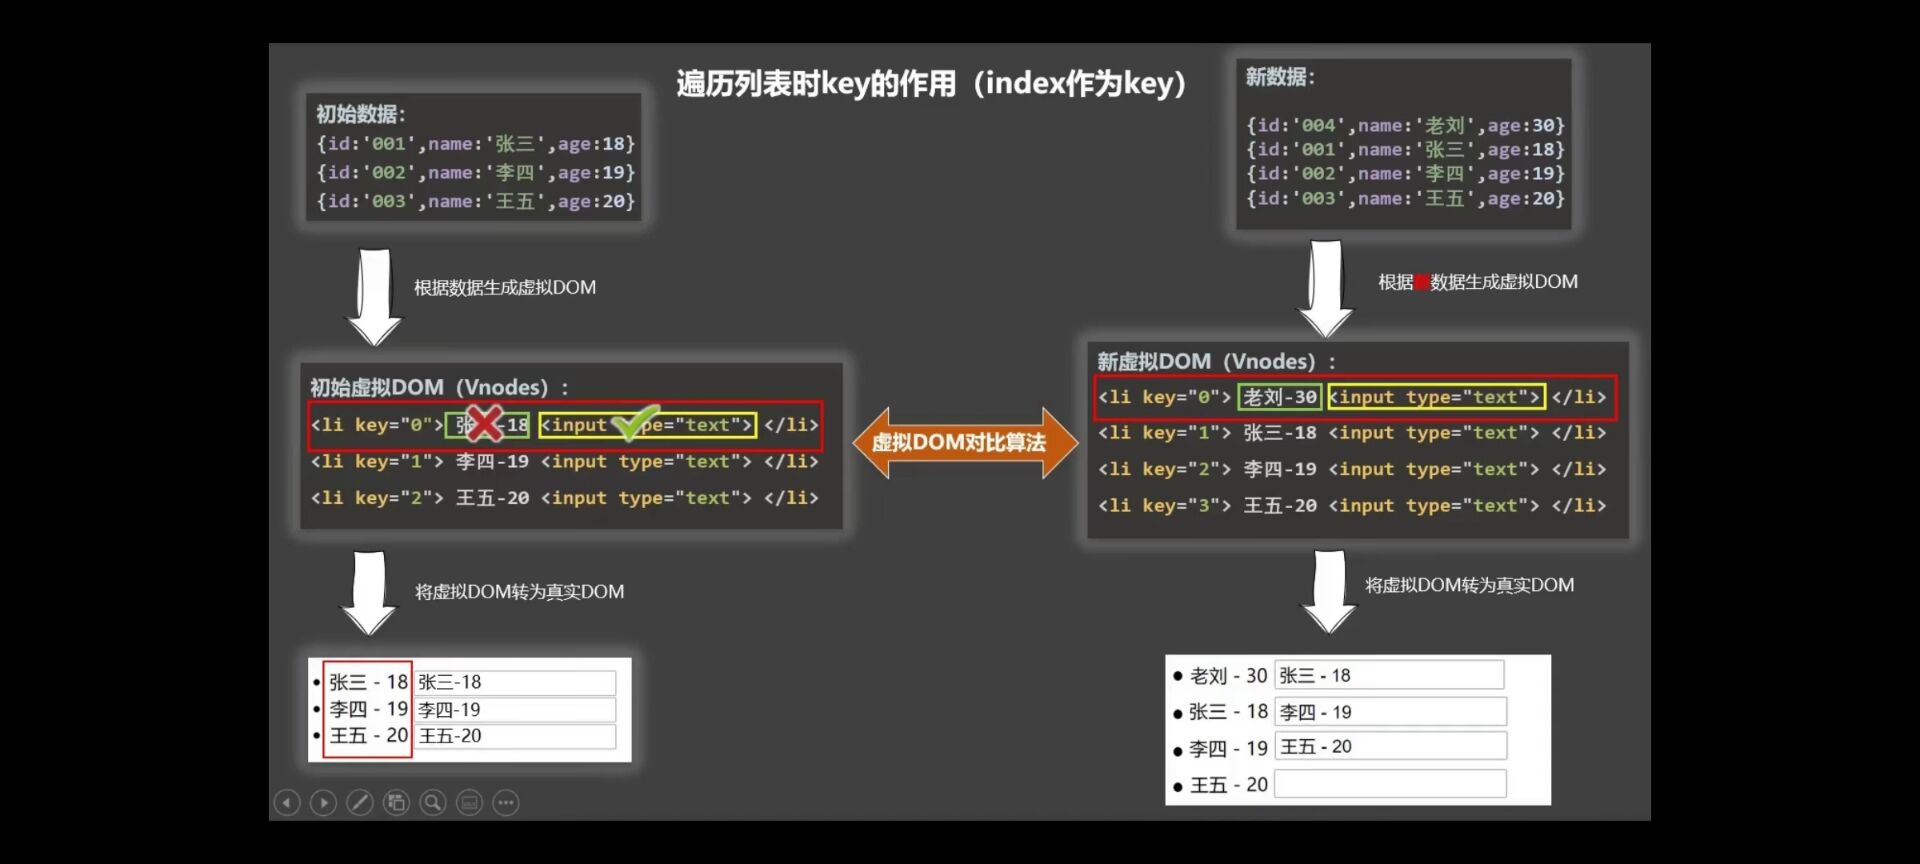 遍历列表时key的作用（index作为key）
初始数据：
{id:'001',name:'张三',age:18}
{id:'002',name:'李四',age:19}
{id:'003',name:'王五',age:20}
根据数据生成虚拟DOM
初始虚拟DOM（Vnodes）：
<li key="0"> 张-18 <input type="text"> </li>
<li key="1"> 李四-19 <input type="text"> </li>
<li key="2"> 王五-20 <input type="text"> </li>
将虚拟DOM转为真实DOM
张三 - 18 张三-18
李四 - 19 李四-19
王五 - 20 王五-20
虚拟DOM对比算法
新数据：
{id:'004',name:'老刘',age:30}
{id:'001',name:'张三',age:18}
{id:'002',name:'李四',age:19}
{id:'003',name:'王五',age:20}
根据数据生成虚拟DOM
新虚拟DOM（Vnodes）：
<li key="0"> 老刘-30 <input type="text"> </li>
<li key="1"> 张三-18 <input type="text"> </li>
<li key="2"> 李四-19 <input type="text"> </li>
<li key="3"> 王五-20 <input type="text"> </li>
将虚拟DOM转为真实DOM
老刘 - 30 张三 - 18
张三 - 18 李四 - 19
李四 - 19 王五 - 20
王五 - 20